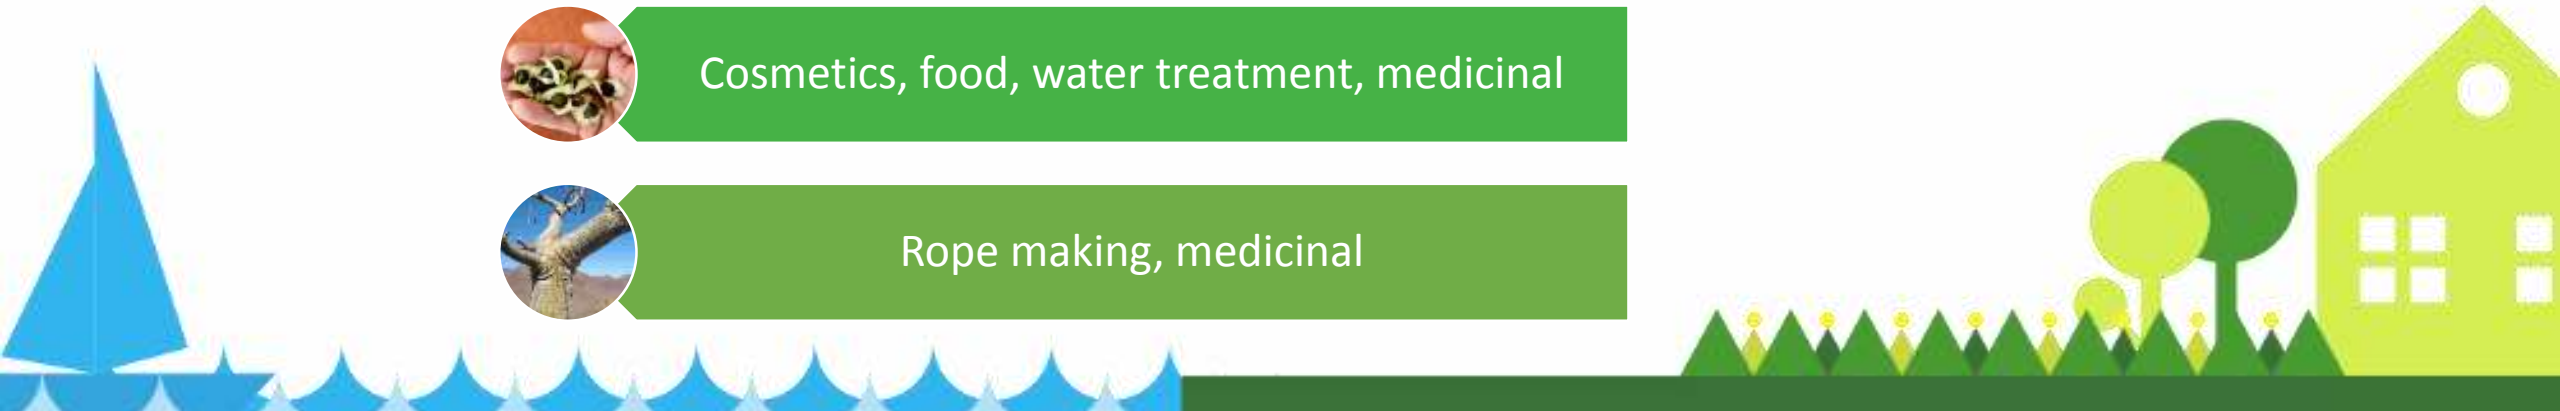 Cosmetics, food, water treatment, medicinal
Rope making, medicinal